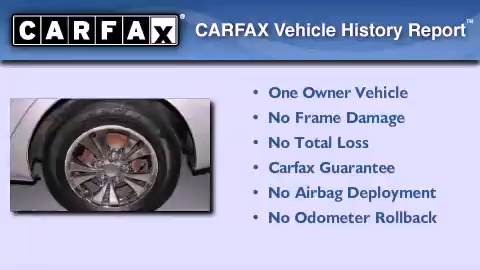 CARFAX®
CARFAX Vehicle History Report™
• One Owner Vehicle
• No Frame Damage
• No Total Loss
• Carfax Guarantee
• No Airbag Deployment
• No Odometer Rollback